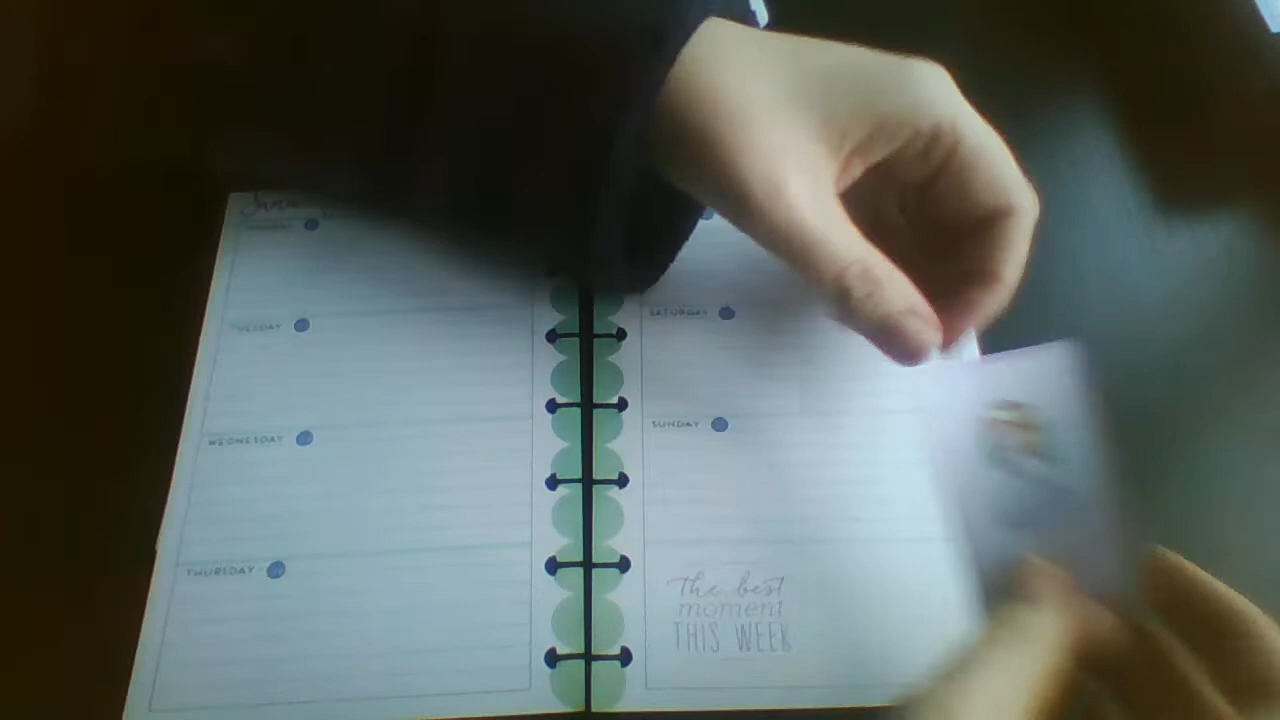 TUESDAY
WEDNESDAY
THURSDAY
SATURDAY
SUNDAY
the best
moment
THIS WEEK